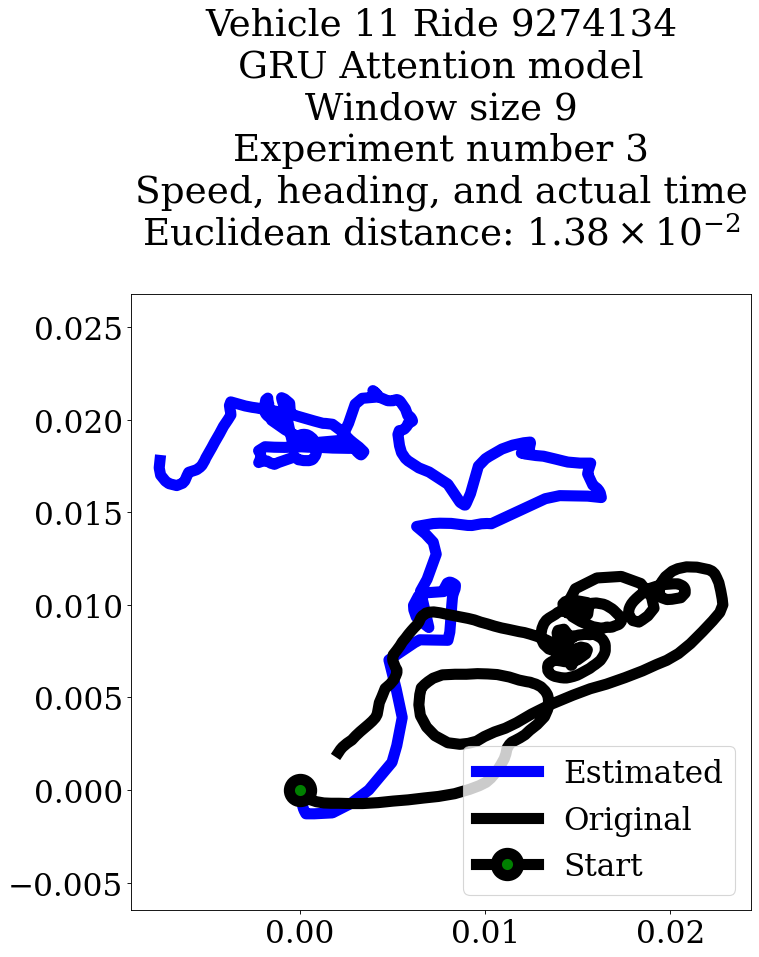 Vehicle 11 Ride 9274134
GRU Attention model
Window size 9
Experiment number 3
Speed, heading, and actual time
Euclidean distance: 1.38 × 10⁻²
0.025
0.020
0.015
0.010
0.005
0.000
−0.005
0.00
0.01
0.02
Estimated
Original
Start